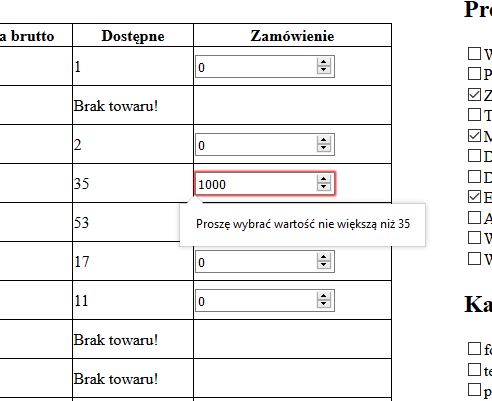 a brutto Dostępne Zamówienie
1 0
Brak towaru!
2 0
35 1000
Proszę wybrać wartość nie większą niż 35
53
17 0
11 0
Brak towaru!
Brak towaru!
Pr
W
P
Z
T
M
D
D
E
A
W
W
Ka
f
te
p